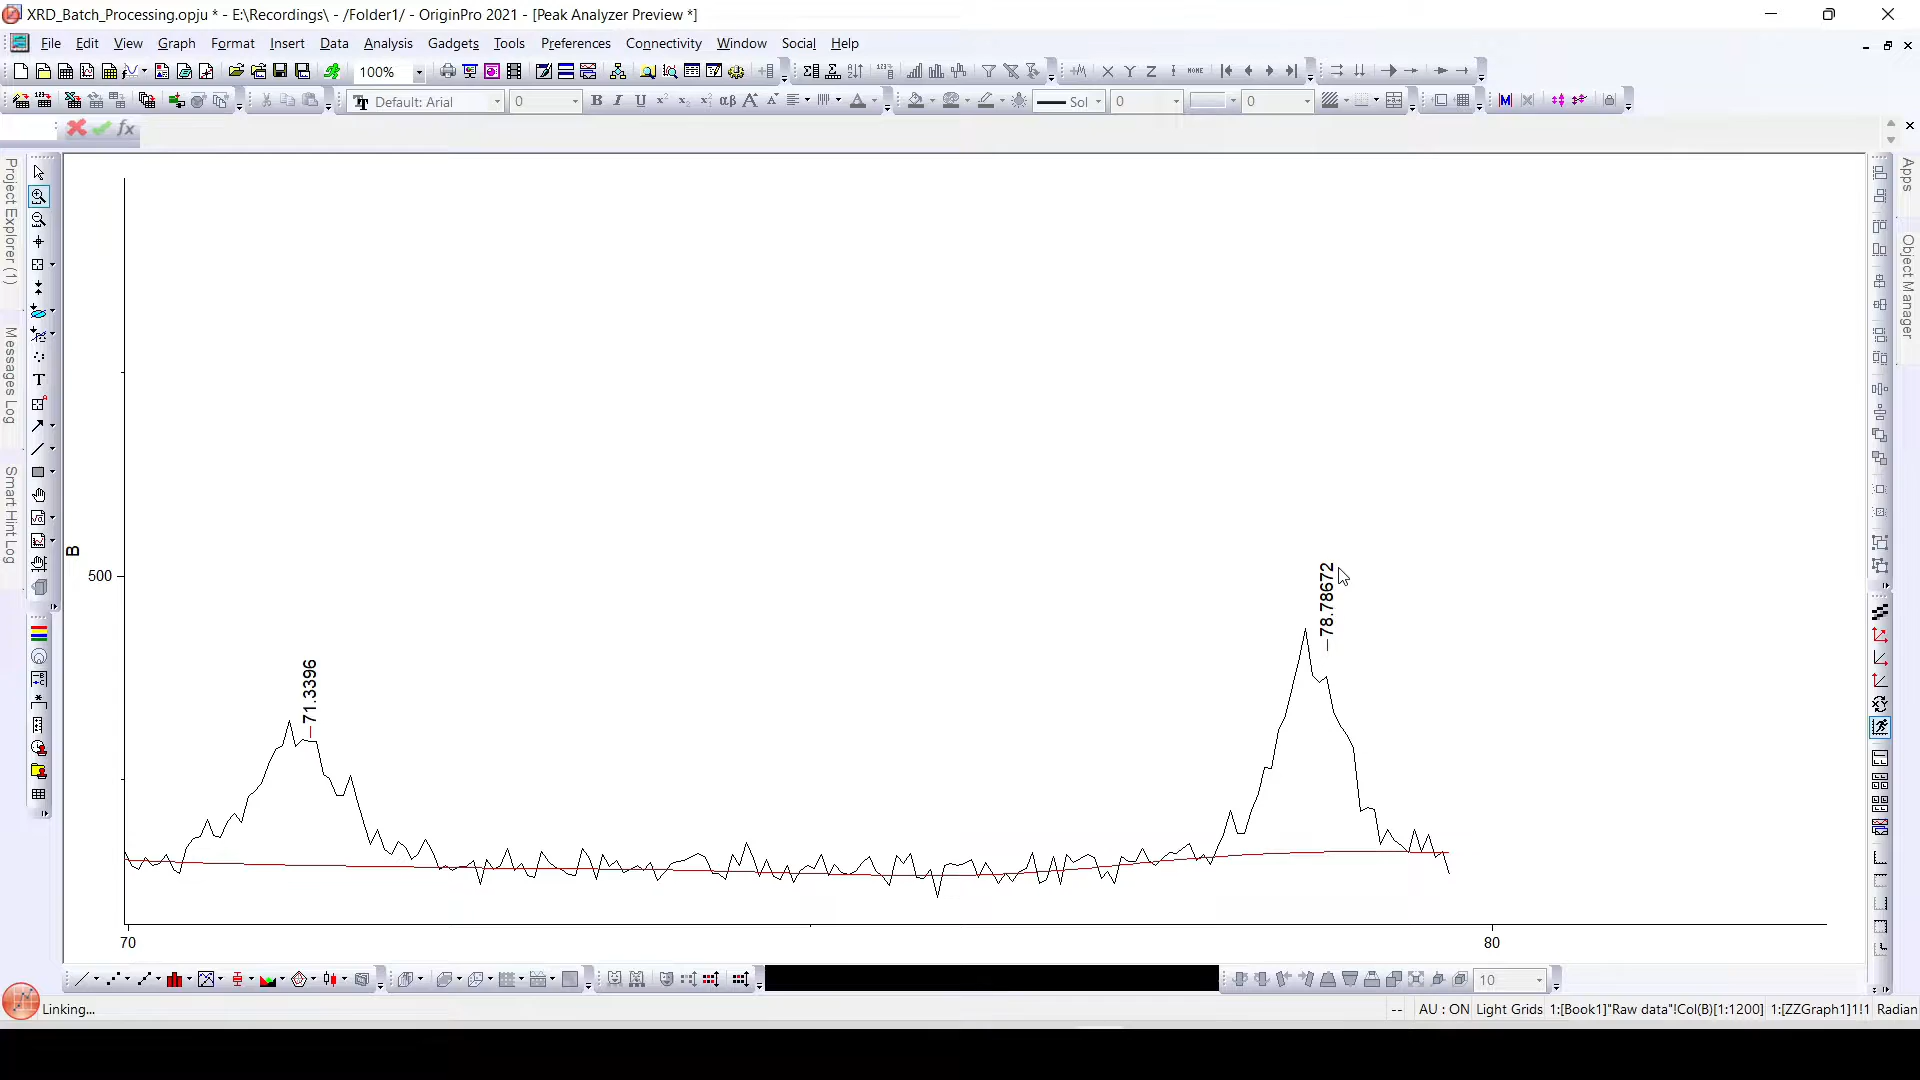 XRD_Batch_Processing.opju * - E:\Recordings\ - /Folder1/ - OriginPro 2021 - [Peak Analyzer Preview *]
File Edit View Graph Format Insert Data Analysis Gadgets Tools Preferences Connectivity Window Social Help
100%
Default: Arial 0 B I U αβ A A A Sol 0 0
fx
Project Explorer (1)
Messages Log
Smart Hint Log
Apps
Object Manager
T
B
500
71.3396
78.78672
70
80
10
Linking...
-- AU : ON Light Grids 1:[Book1]"Raw data"!Col(B)[1:1200] 1:[ZZGraph1]1!1 Radian